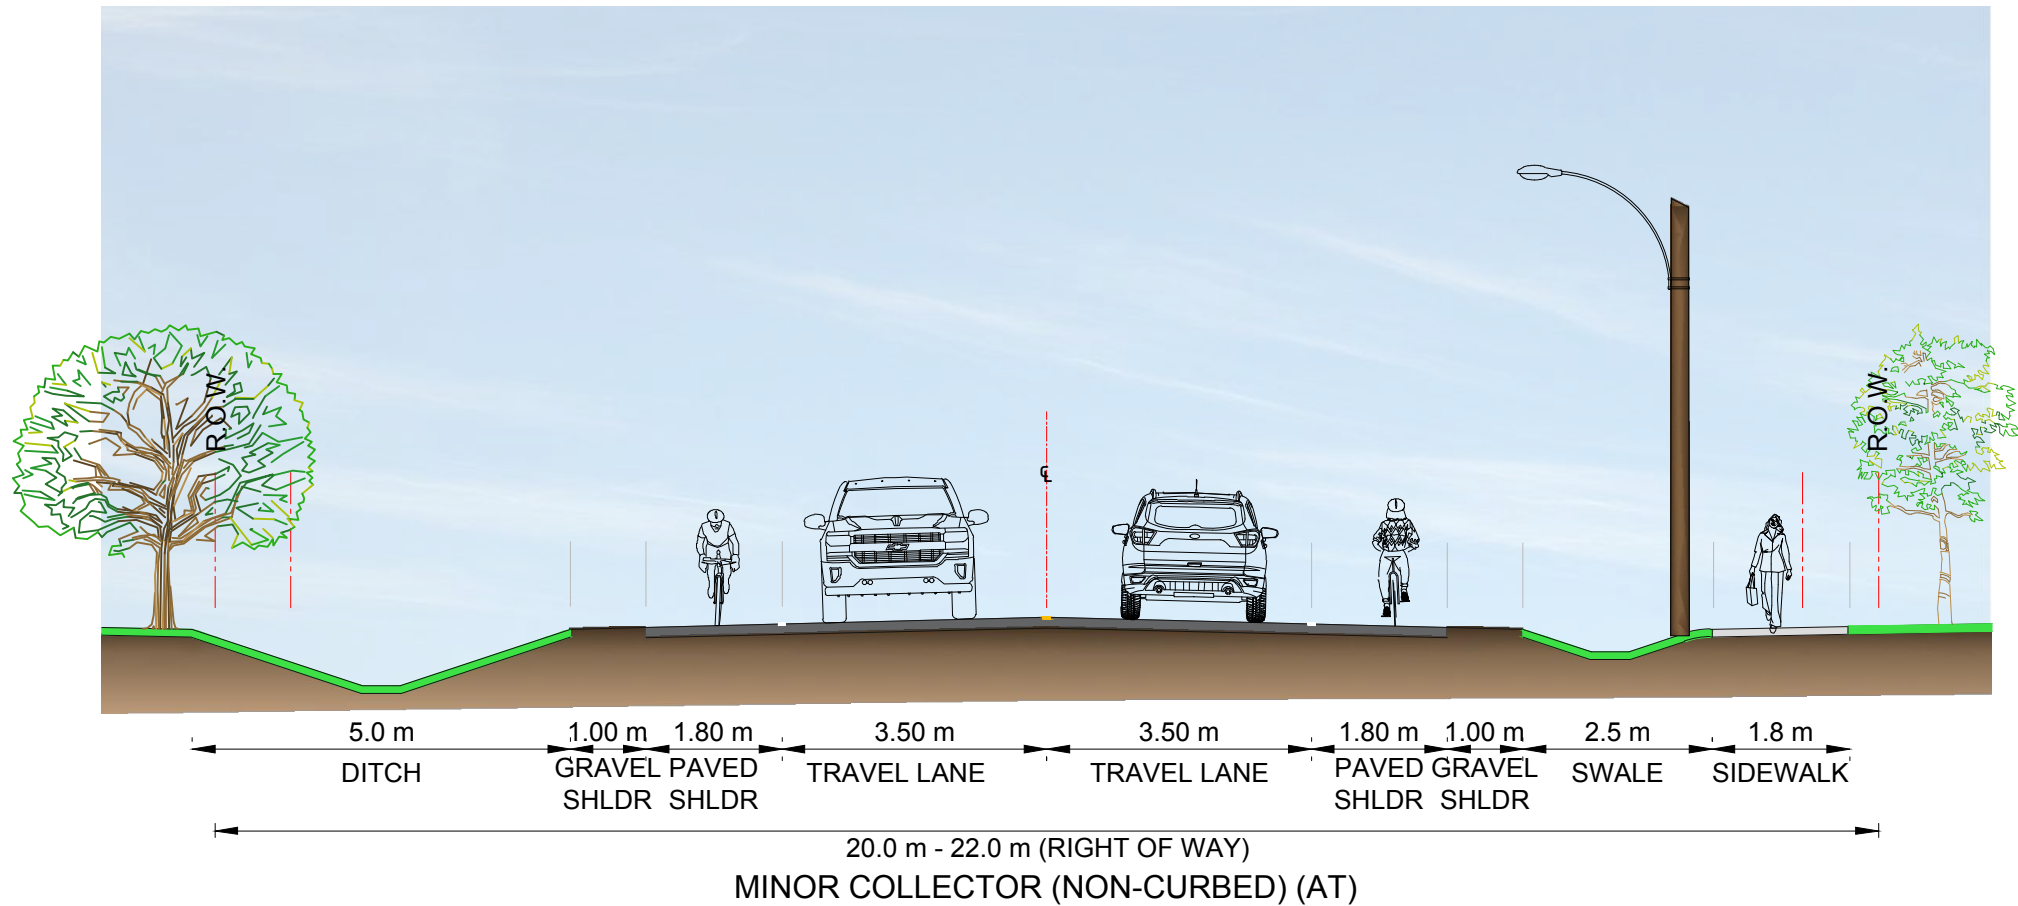 R.O.W
R.O.W.
℄
5.0 m
1.00 m
1.80 m
3.50 m
3.50 m
1.80 m
1.00 m
2.5 m
1.8 m
DITCH
GRAVEL
SHLDR
PAVED
SHLDR
TRAVEL LANE
TRAVEL LANE
PAVED
SHLDR
GRAVEL
SHLDR
SWALE
SIDEWALK
20.0 m - 22.0 m (RIGHT OF WAY)
MINOR COLLECTOR (NON-CURBED) (AT)